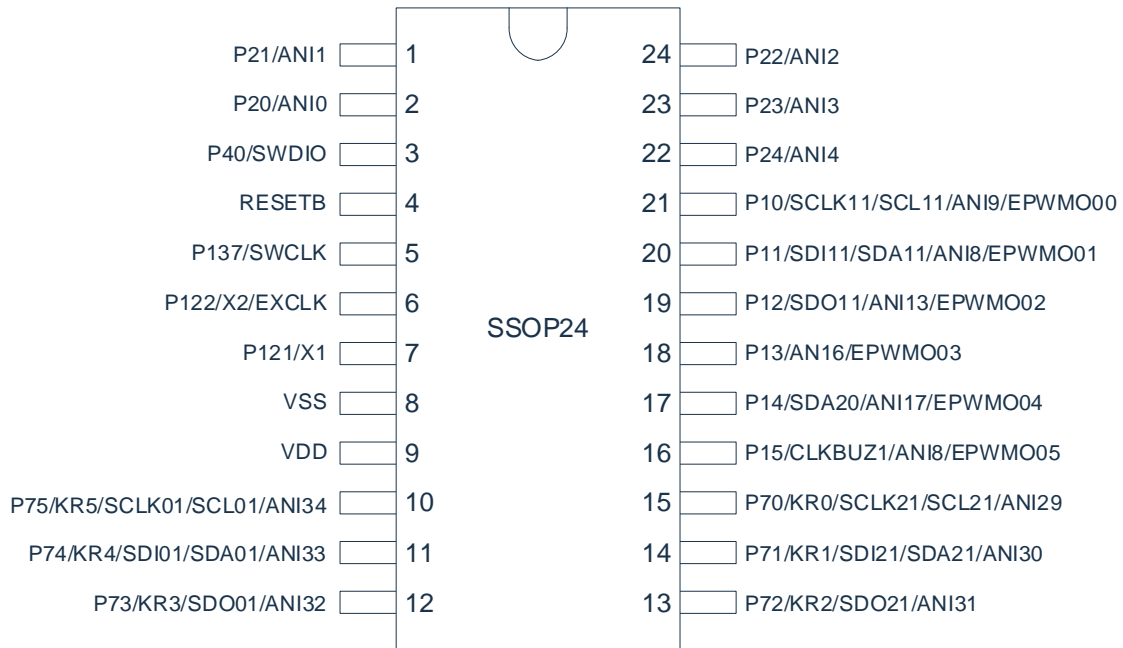 P21/ANI1 1 24 P22/ANI2
P20/ANI0 2 23 P23/ANI3
P40/SWDIO 3 22 P24/ANI4
RESETB 4 21 P10/SCLK11/SCL11/ANI9/EPWMO00
P137/SWCLK 5 20 P11/SDI11/SDA11/ANI8/EPWMO01
P122/X2/EXCLK 6 19 P12/SDO11/ANI13/EPWMO02
SSOP24
P121/X1 7 18 P13/AN16/EPWMO03
VSS 8 17 P14/SDA20/ANI17/EPWMO04
VDD 9 16 P15/CLKBUZ1/ANI8/EPWMO05
P75/KR5/SCLK01/SCL01/ANI34 10 15 P70/KR0/SCLK21/SCL21/ANI29
P74/KR4/SDI01/SDA01/ANI33 11 14 P71/KR1/SDI21/SDA21/ANI30
P73/KR3/SDO01/ANI32 12 13 P72/KR2/SDO21/ANI31